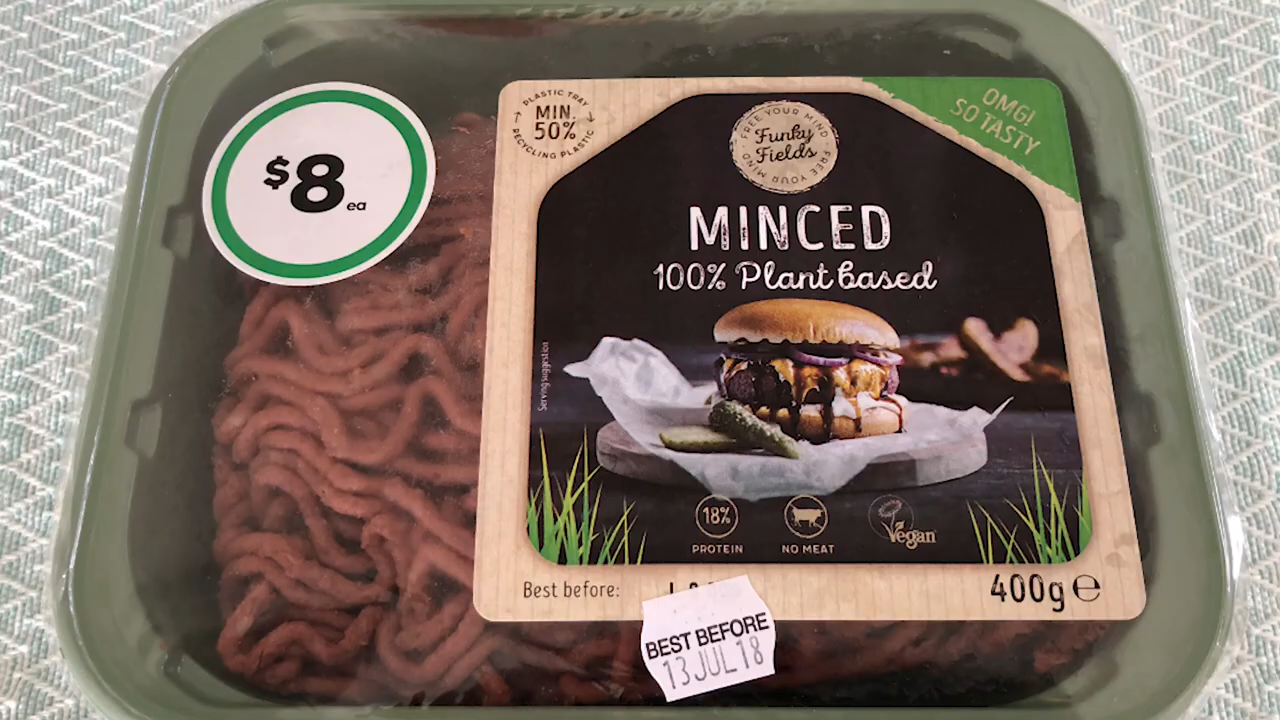 $8 ea
PLASTIC TRAY
MIN.
50%
RECYCLING PLASTIC
FREE YOUR MIND
Funky
Fields
FREE YOUR MIND
OMG!
SO TASTY
MINCED
100% Plant based
Serving suggestion
18%
PROTEIN
NO MEAT
Vegan
Best before:
400g ℮
BEST BEFORE
13 JUL 18